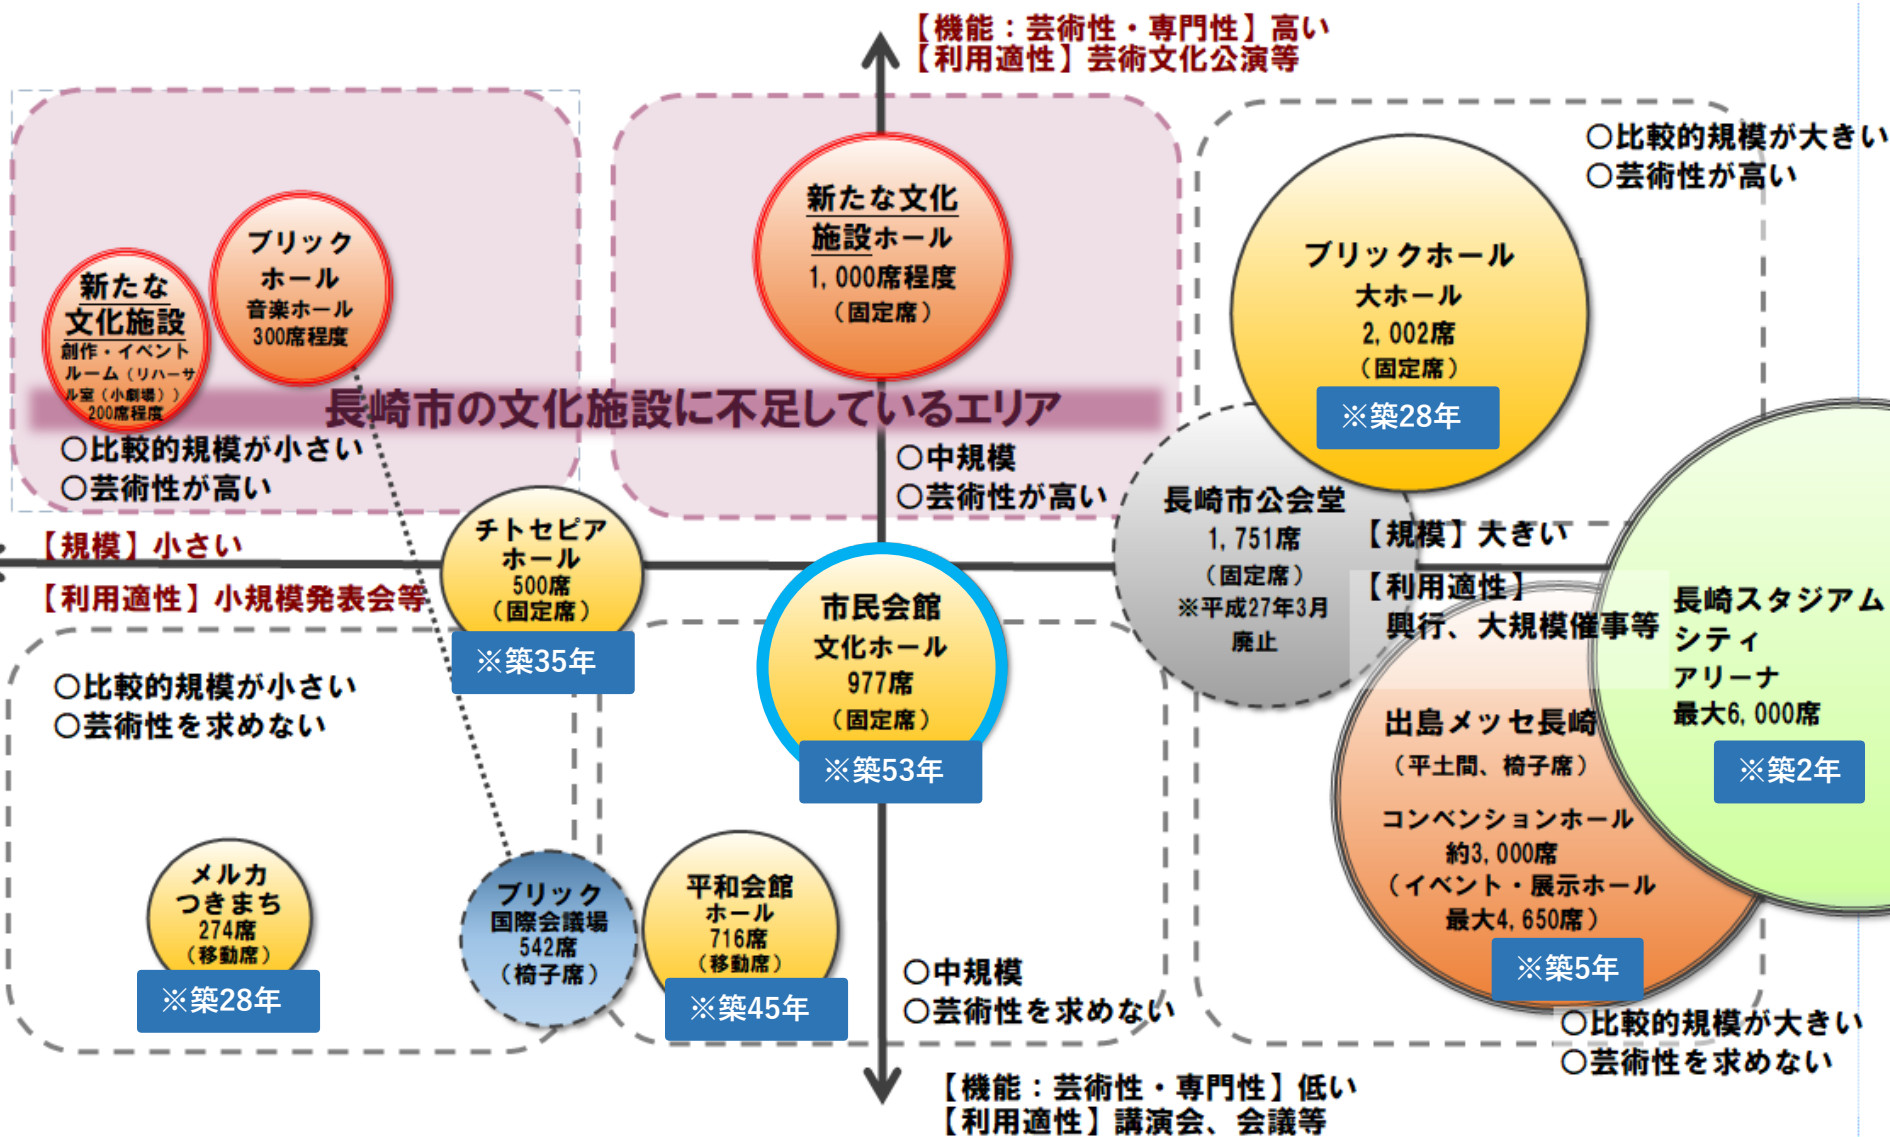 【機能：芸術性・専門性】高い
【利用適性】芸術文化公演等
○比較的規模が大きい
○芸術性が高い
新たな文化
施設ホール
1,000席程度
（固定席）
ブリック
ホール
音楽ホール
300席程度
新たな
文化施設
創作・イベント
ルーム（リハーサ
ル室（小劇場））
200席程度
ブリックホール
大ホール
2,002席
（固定席）
※築28年
長崎市の文化施設に不足しているエリア
○比較的規模が小さい
○芸術性が高い
○中規模
○芸術性が高い
長崎市公会堂
1,751席
（固定席）
※平成27年3月
廃止
【規模】小さい
【利用適性】小規模発表会等
チトセピア
ホール
500席
（固定席）
※築35年
【規模】大きい
【利用適性】
興行、大規模催事等
市民会館
文化ホール
977席
（固定席）
※築53年
長崎スタジアム
シティ
アリーナ
最大6,000席
※築2年
○比較的規模が小さい
○芸術性を求めない
出島メッセ長崎
（平土間、椅子席）
コンベンションホール
約3,000席
（イベント・展示ホール
最大4,650席）
※築5年
メルカ
つきまち
274席
（移動席）
※築28年
ブリック
国際会議場
542席
（椅子席）
平和会館
ホール
716席
（移動席）
※築45年
○中規模
○芸術性を求めない
○比較的規模が大きい
○芸術性を求めない
【機能：芸術性・専門性】低い
【利用適性】講演会、会議等